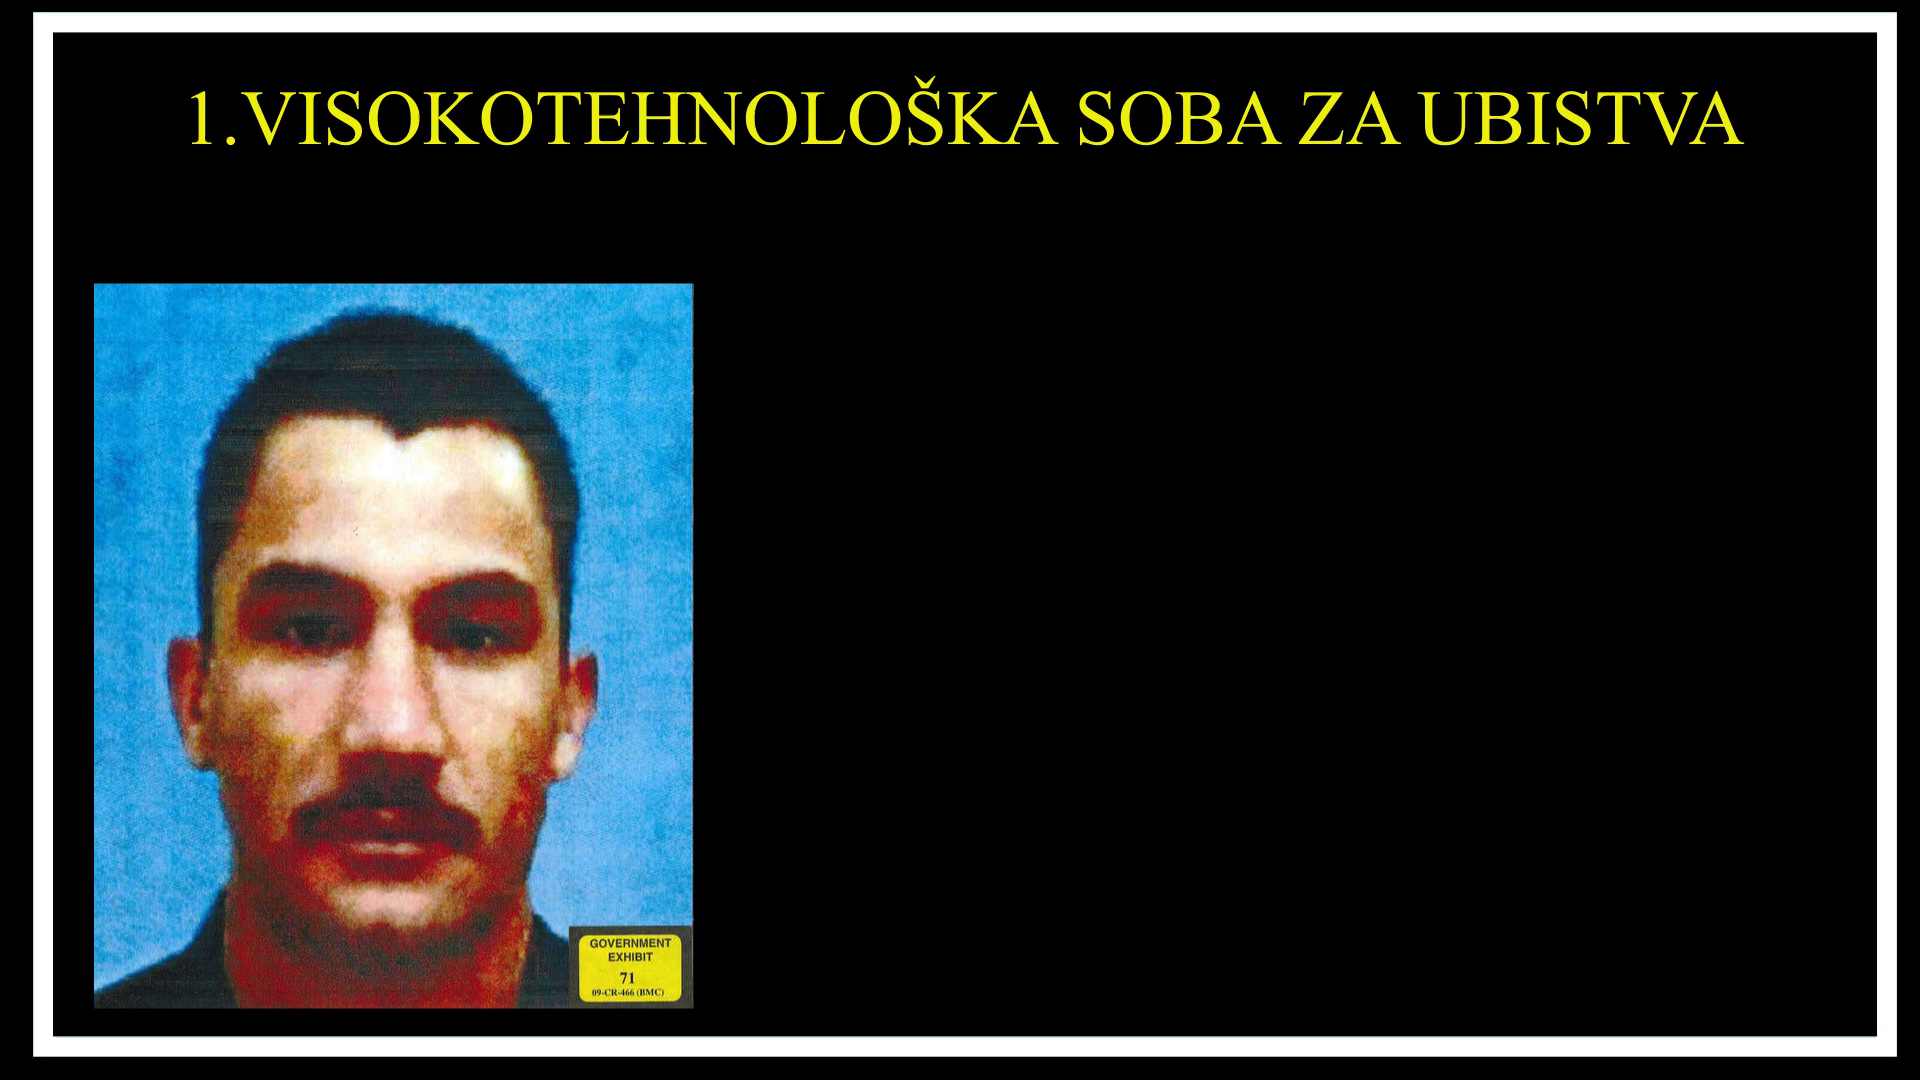 1.VISOKOTEHNOLOŠKA SOBA ZA UBISTVA
GOVERNMENT
EXHIBIT
71
09-CR-466 (BMC)